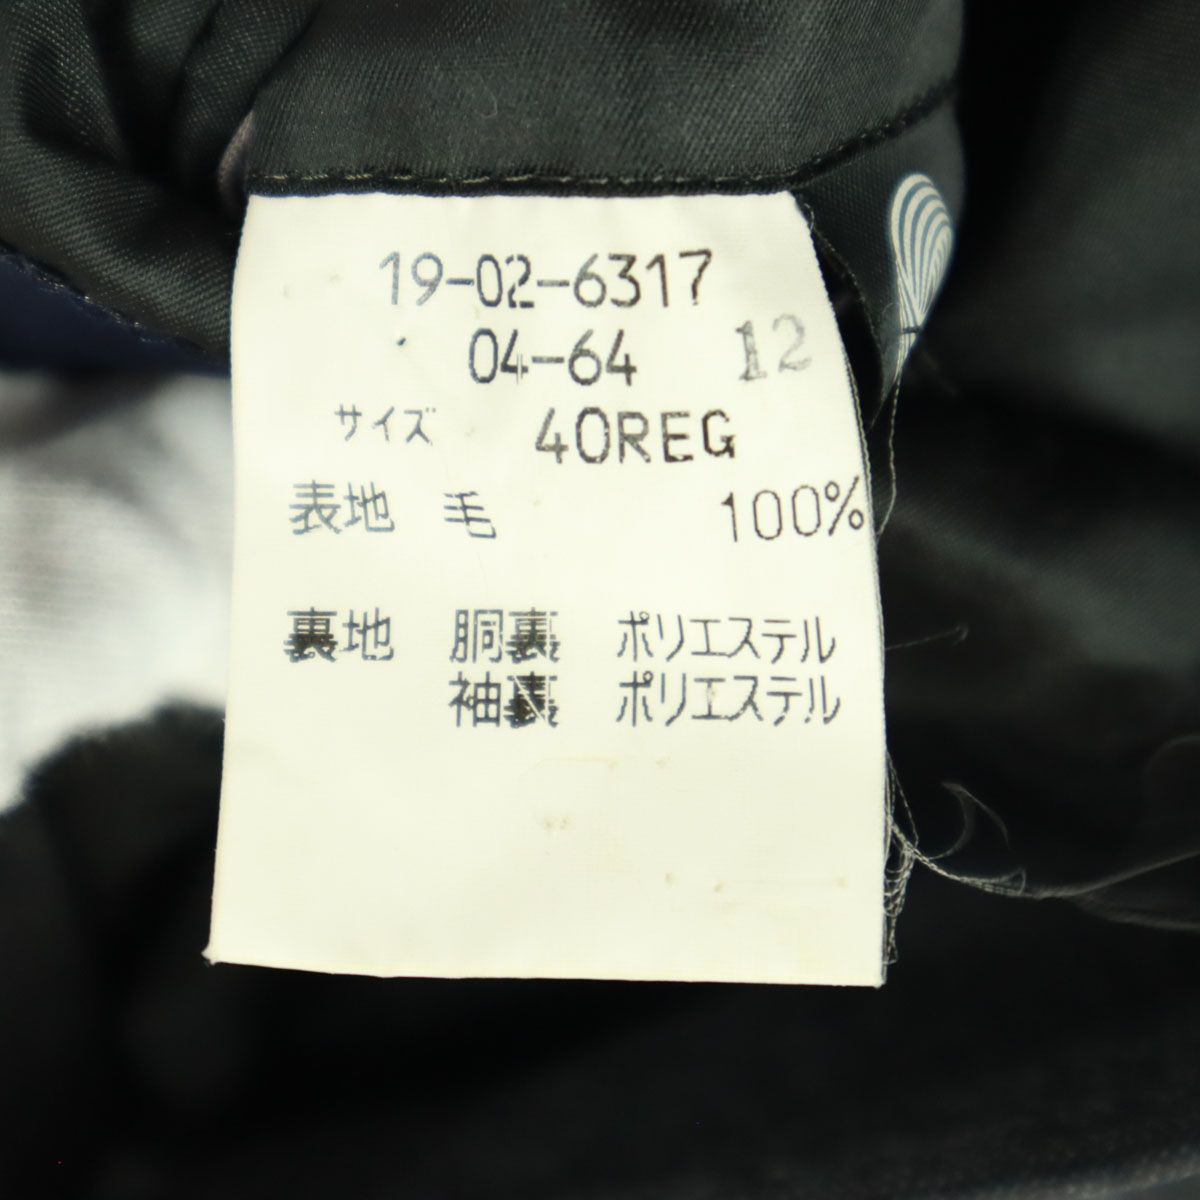 19-02-6317
04-64 12
サイズ 40REG
表地 毛 100%
裏地 胴裏 ポリエステル
袖裏 ポリエステル